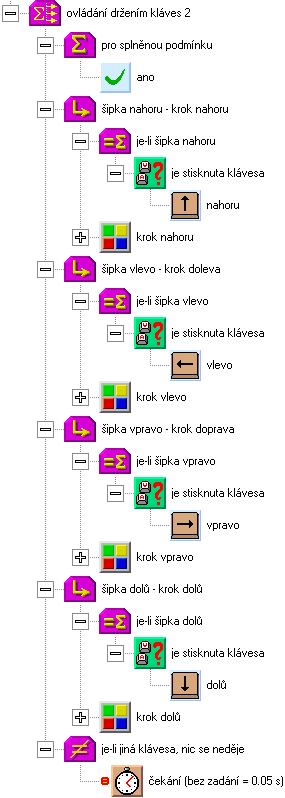 ovládání držením kláves 2
pro splněnou podmínku
ano
šipka nahoru - krok nahoru
je-li šipka nahoru
je stisknuta klávesa
nahoru
krok nahoru
šipka vlevo - krok doleva
je-li šipka vlevo
je stisknuta klávesa
vlevo
krok vlevo
šipka vpravo - krok doprava
je-li šipka vpravo
je stisknuta klávesa
vpravo
krok vpravo
šipka dolů - krok dolů
je-li šipka dolů
je stisknuta klávesa
dolů
krok dolů
je-li jiná klávesa, nic se neděje
čekání (bez zadání = 0.05 s)